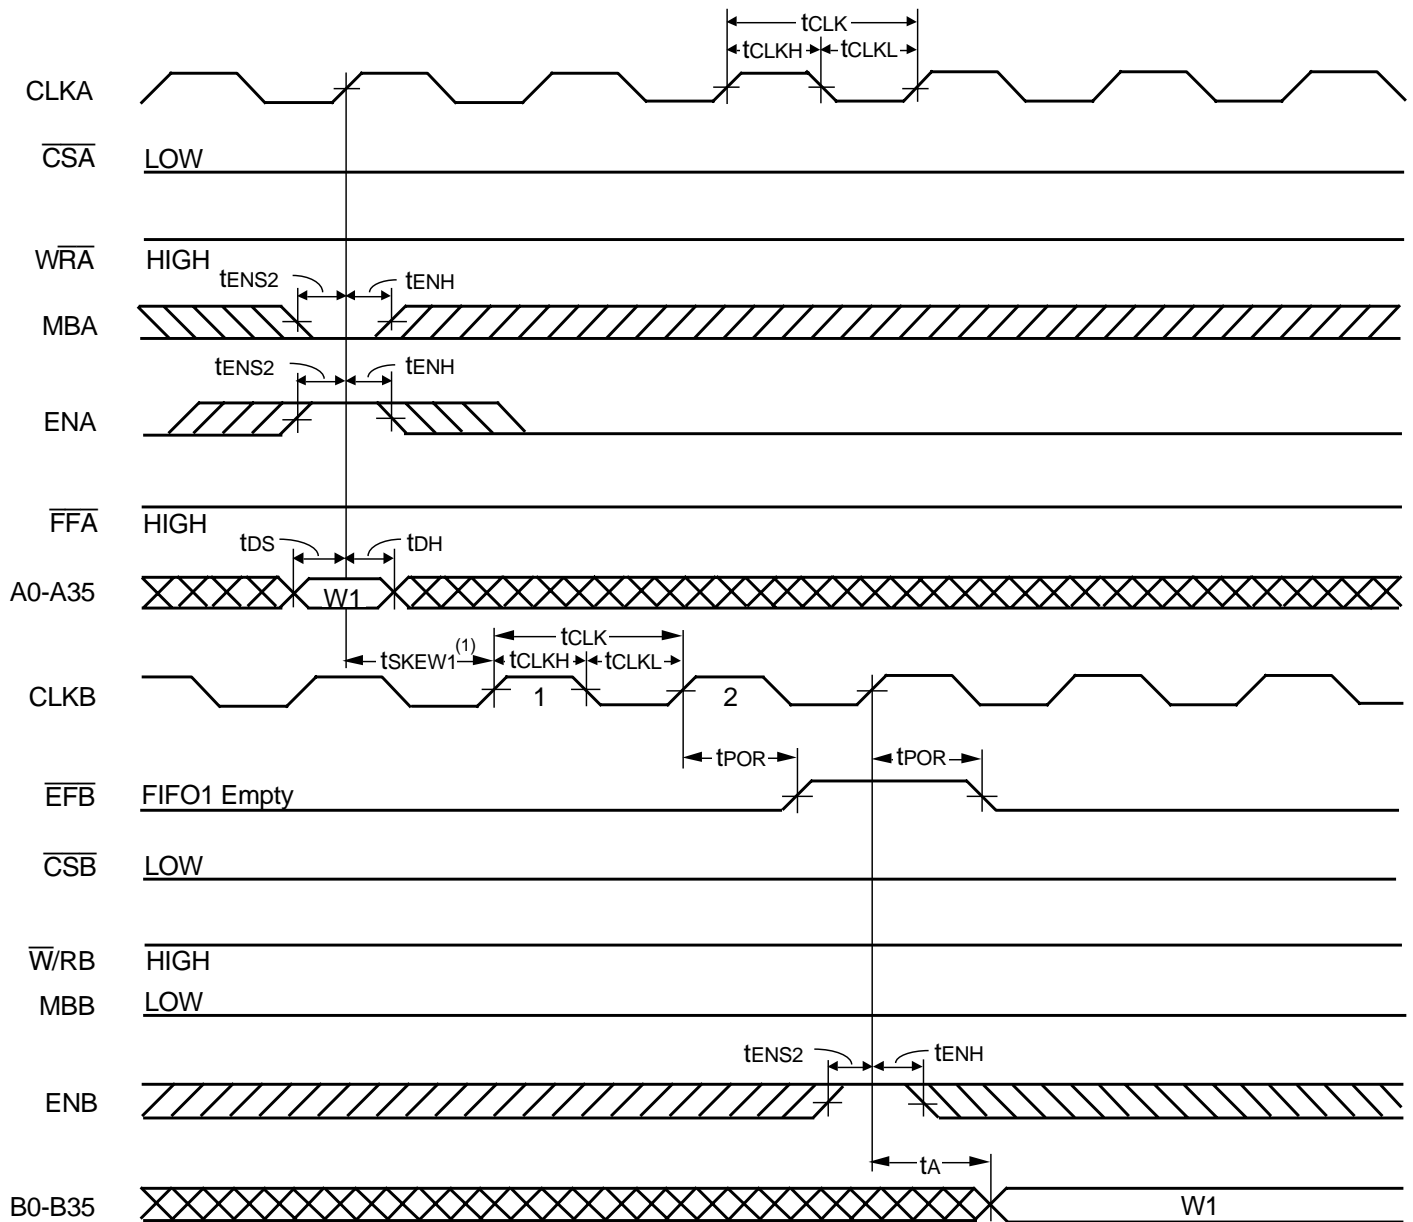 tCLK
tCLKH tCLKL
CLKA
CSA LOW
WRA HIGH
tENS2 tENH
MBA
tENS2 tENH
ENA
FFA HIGH
tDS tDH
A0-A35 W1
tSKEW1(1) tCLK
tCLKH tCLKL
CLKB 1 2
tPOR tPOR
EFB FIFO1 Empty
CSB LOW
W/RB HIGH
MBB LOW
tENS2 tENH
ENB
tA
B0-B35 W1